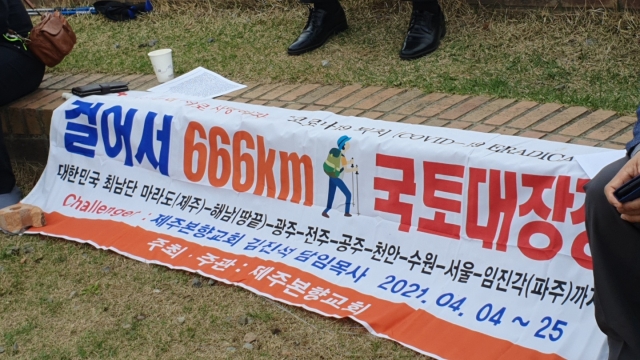 코로나-19 퇴치 (COVID-19 ERADICA
걸어서 666km 국토대장정
대한민국 최남단 마라도(제주)-해남(땅끝)-광주-전주-공주-천안-수원-서울-임진각(파주)까지
Challenger : 제주본향교회 김진석 담임목사 2021. 04. 04 ~ 25
주최·주관 : 제주본향교회